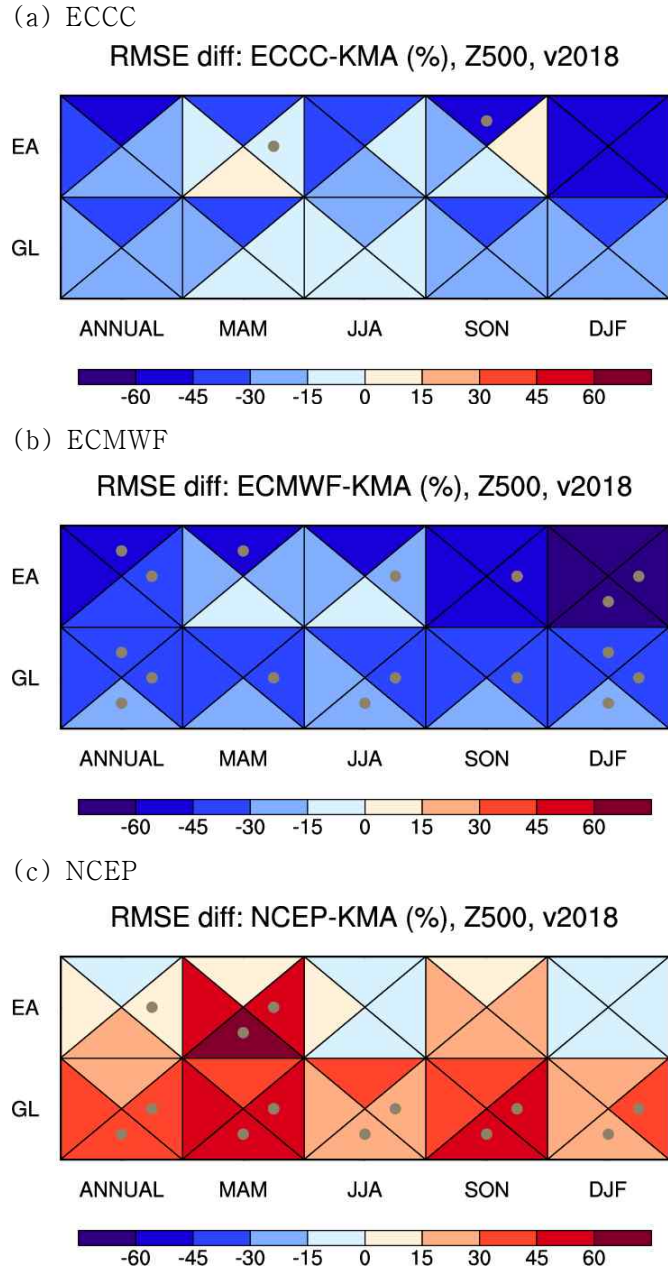 (a) ECCC
RMSE diff: ECCC-KMA (%), Z500, v2018
EA
GL
ANNUAL MAM JJA SON DJF
-60 -45 -30 -15 0 15 30 45 60
(b) ECMWF
RMSE diff: ECMWF-KMA (%), Z500, v2018
EA
GL
ANNUAL MAM JJA SON DJF
-60 -45 -30 -15 0 15 30 45 60
(c) NCEP
RMSE diff: NCEP-KMA (%), Z500, v2018
EA
GL
ANNUAL MAM JJA SON DJF
-60 -45 -30 -15 0 15 30 45 60